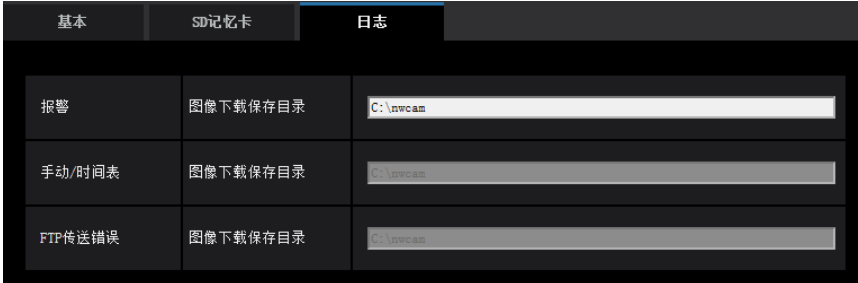 基本 SD记忆卡 日志
报警 图像下载保存目录 C:\nwcam
手动/时间表 图像下载保存目录 C:\nwcam
FTP传送错误 图像下载保存目录 C:\nwcam